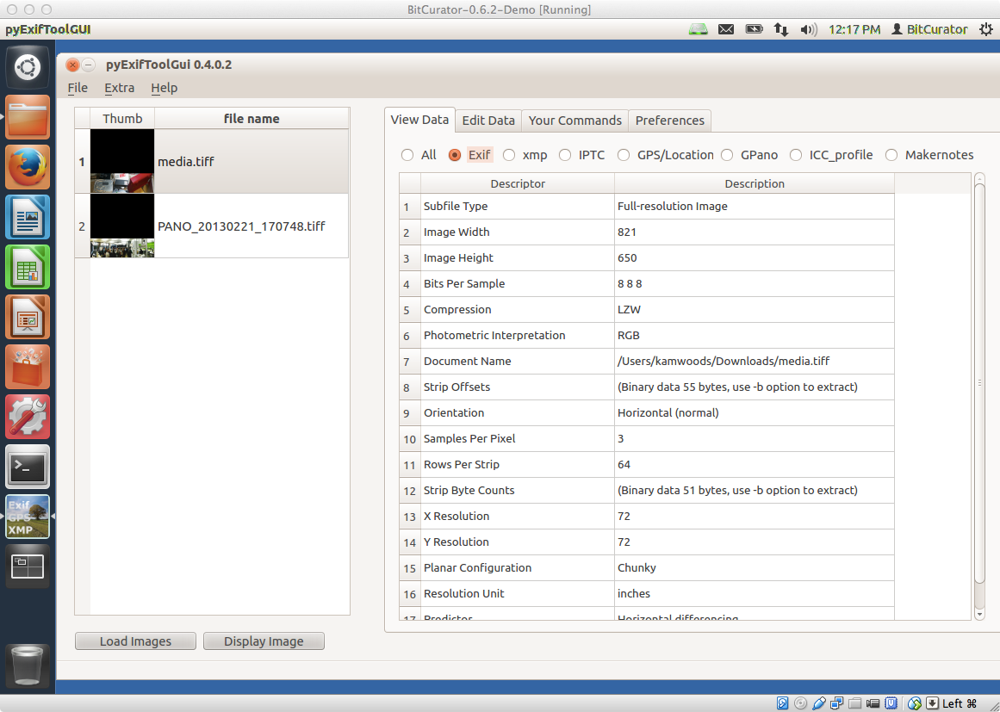 BitCurator-0.6.2-Demo [Running]
pyExifToolGUI 12:17 PM BitCurator
pyExifToolGui 0.4.0.2
File Extra Help
Thumb file name
1 media.tiff
2 PANO_20130221_170748.tiff
Load Images Display Image
View Data Edit Data Your Commands Preferences
All Exif xmp IPTC GPS/Location GPano ICC_profile Makernotes
Descriptor Description
1 Subfile Type Full-resolution Image
2 Image Width 821
3 Image Height 650
4 Bits Per Sample 8 8 8
5 Compression LZW
6 Photometric Interpretation RGB
7 Document Name /Users/kamwoods/Downloads/media.tiff
8 Strip Offsets (Binary data 55 bytes, use -b option to extract)
9 Orientation Horizontal (normal)
10 Samples Per Pixel 3
11 Rows Per Strip 64
12 Strip Byte Counts (Binary data 51 bytes, use -b option to extract)
13 X Resolution 72
14 Y Resolution 72
15 Planar Configuration Chunky
16 Resolution Unit inches
17 Predictor Horizontal differencing
Exif
GPS
XMP
Left ⌘